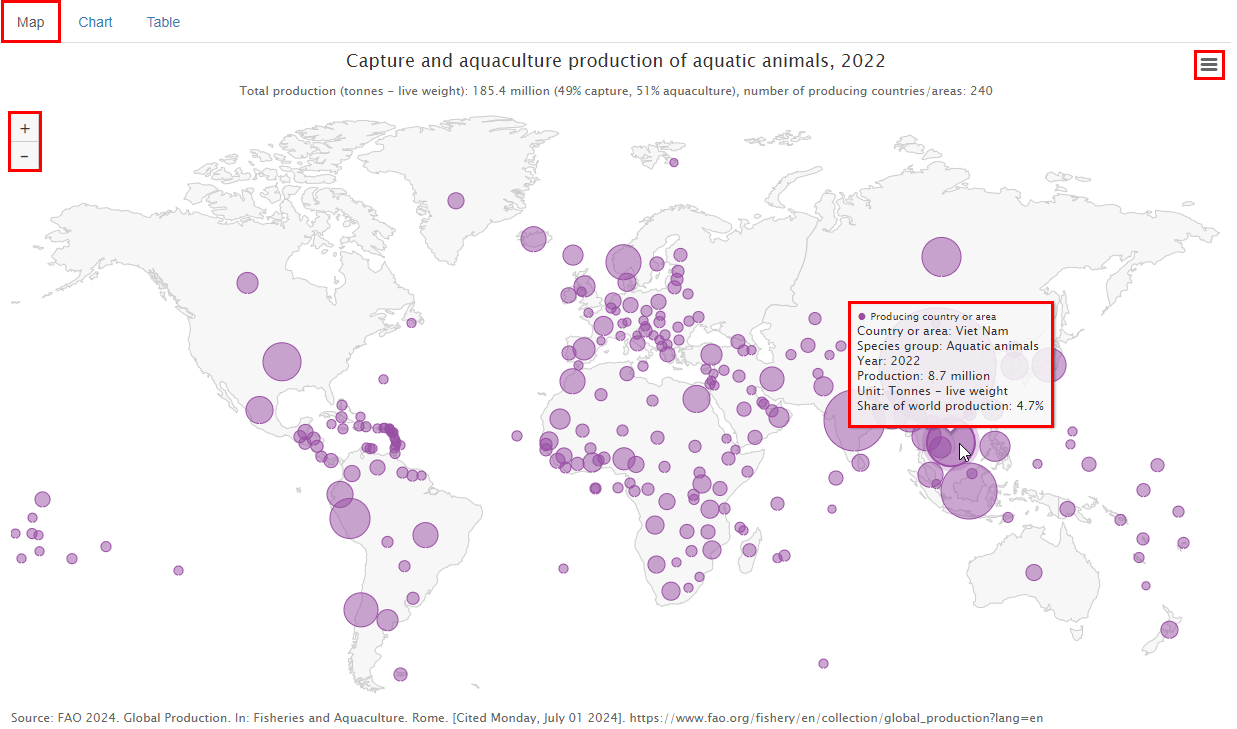 Map Chart Table
Capture and aquaculture production of aquatic animals, 2022
Total production (tonnes - live weight): 185.4 million (49% capture, 51% aquaculture), number of producing countries/areas: 240
+
-
Producing country or area
Country or area: Viet Nam
Species group: Aquatic animals
Year: 2022
Production: 8.7 million
Unit: Tonnes - live weight
Share of world production: 4.7%
Source: FAO 2024. Global Production. In: Fisheries and Aquaculture. Rome. [Cited Monday, July 01 2024]. https://www.fao.org/fishery/en/collection/global_production?lang=en